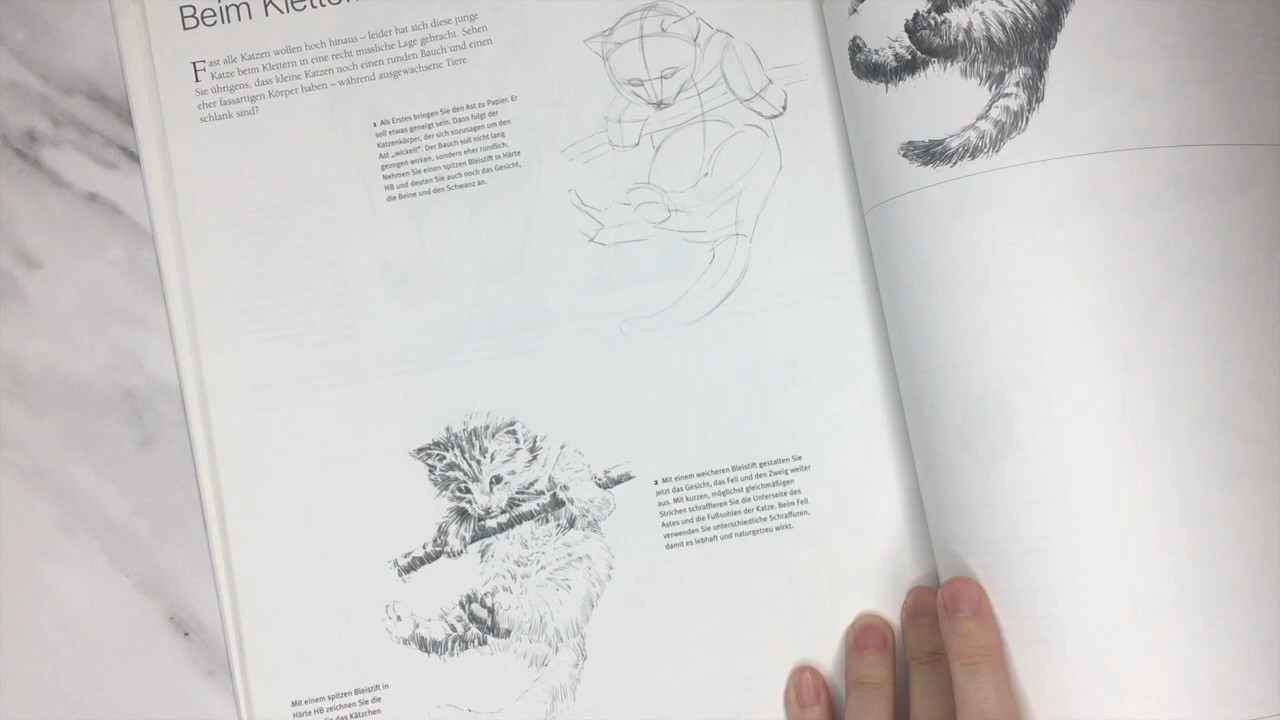 Beim Kletter
Fast alle Katzen wollen hoch hinaus – leider hat sich diese junge
Katze beim Klettern in eine recht missliche Lage gebracht. Sehen
Sie übrigens, dass kleine Katzen noch einen runden Bauch und einen
eher fassartigen Körper haben – während ausgewachsene Tiere
schlank sind?
1 Als Erstes bringen Sie den Ast zu Papier. Er
soll etwas geneigt sein. Dann folgt der
Katzenkörper, der sich sozusagen um den
Ast „wickelt“. Der Bauch soll nicht lang
gezogen wirken, sondern eher rundlich.
Nehmen Sie einen spitzen Bleistift in Härte
HB und deuten Sie auch noch das Gesicht,
die Beine und den Schwanz an.
2 Mit einem weicheren Bleistift gestalten Sie
jetzt das Gesicht, das Fell und den Zweig weiter
aus. Mit kurzen, möglichst gleichmäßigen
Strichen schraffieren Sie die Unterseite des
Astes und die Fußsohlen der Katze. Beim Fell
verwenden Sie unterschiedliche Schraffuren,
damit es lebhaft und naturgetreu wirkt.
Mit einem spitzen Bleistift in
Härte HB zeichnen Sie die
das Kätzchen